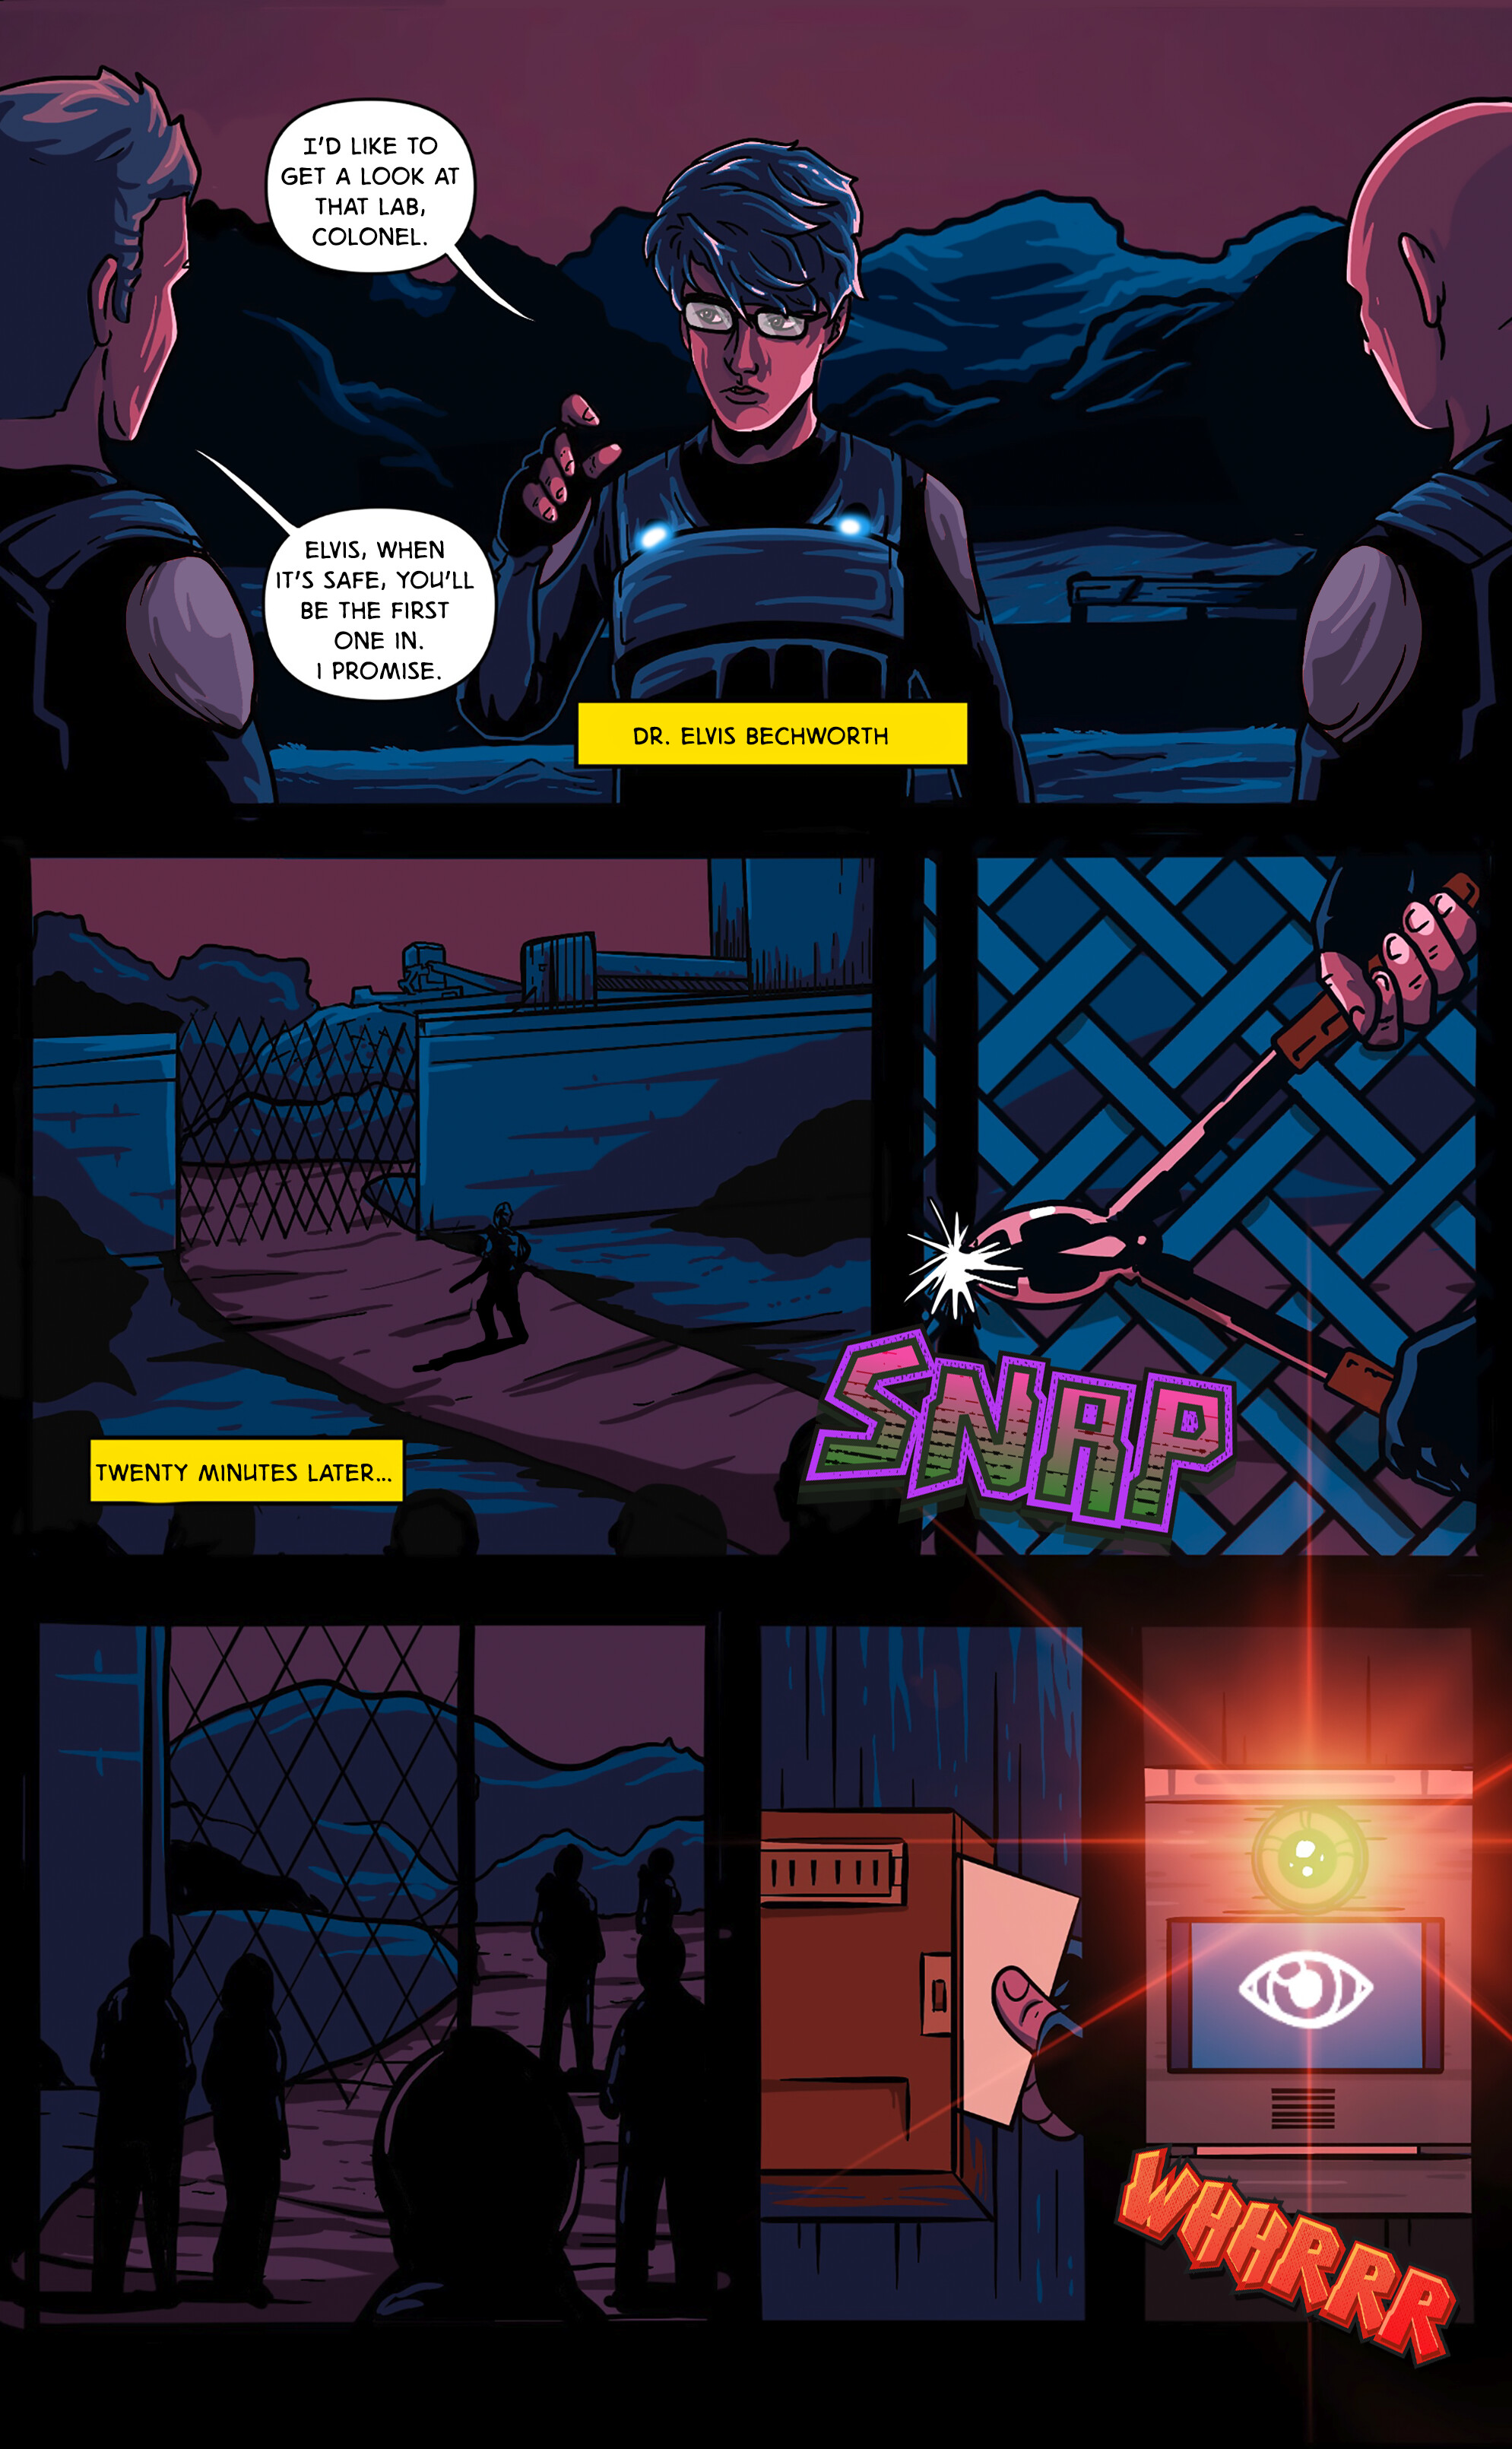 I'D LIKE TO
GET A LOOK AT
THAT LAB,
COLONEL.
ELVIS, WHEN
IT'S SAFE, YOU'LL
BE THE FIRST
ONE IN.
I PROMISE.
DR. ELVIS BECHWORTH
TWENTY MINUTES LATER...
SNAP
WHHRRR